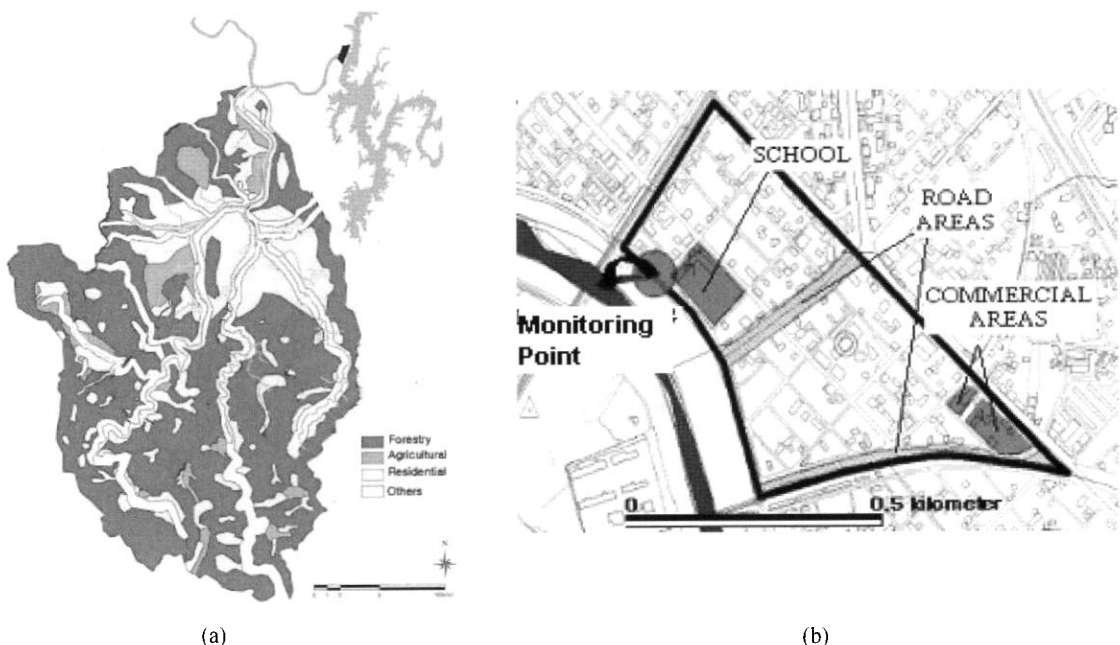 Forestry
Agricultural
Residential
Others
N
(a)
SCHOOL
ROAD
AREAS
COMMERCIAL
AREAS
Monitoring
Point
0
0.5 kilometer
(b)